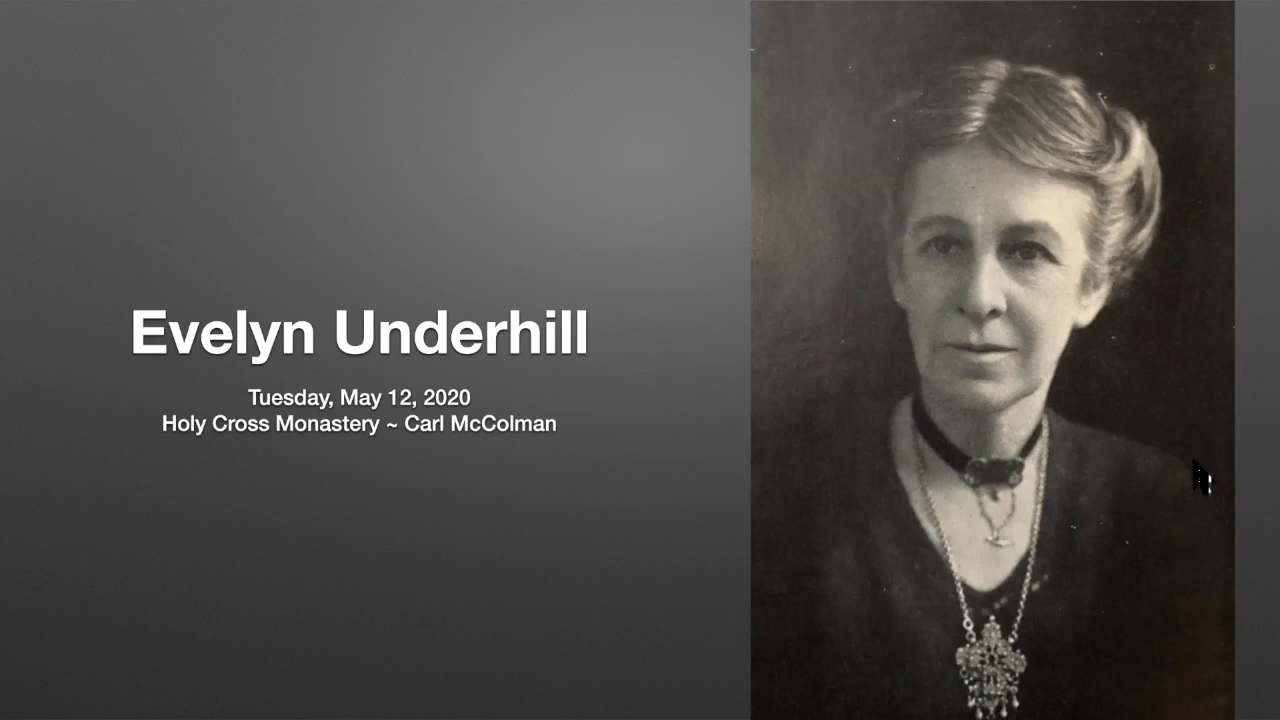 Evelyn Underhill
Tuesday, May 12, 2020
Holy Cross Monastery ~ Carl McColman